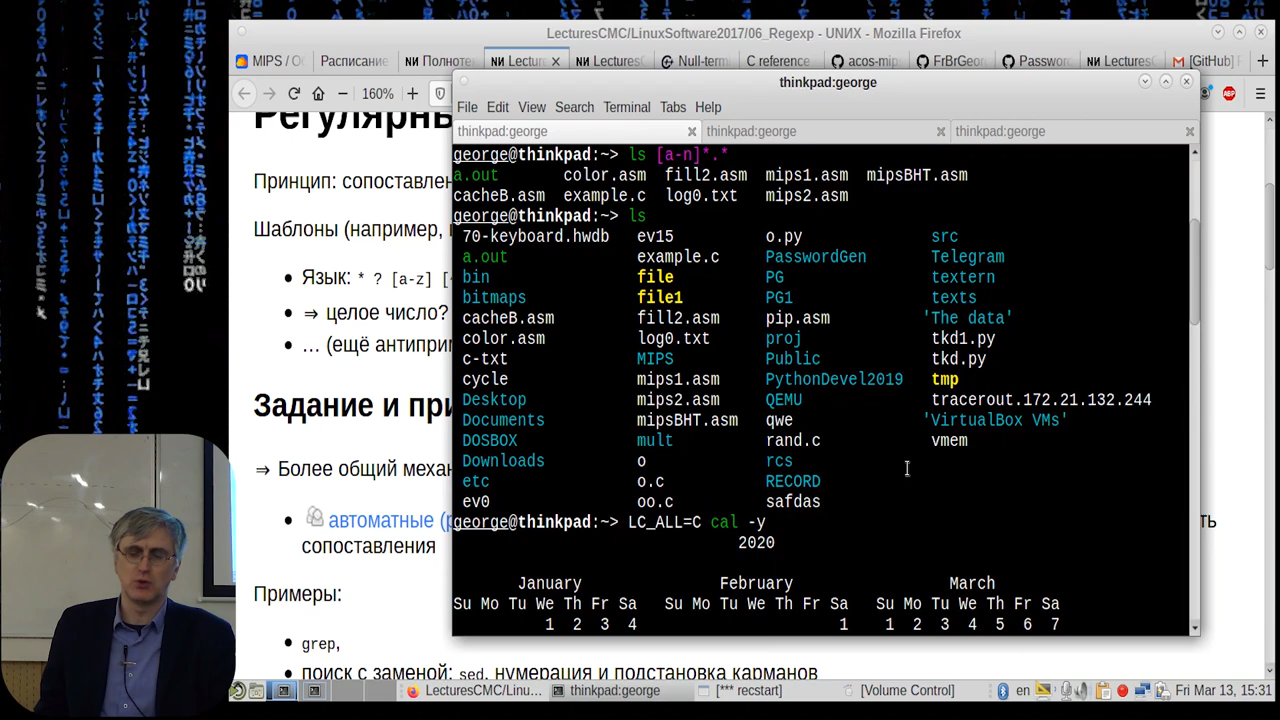 LecturesCMC/LinuxSoftware2017/06_Regexp - UNИX - Mozilla Firefox
MIPS / О
Расписание
Полноте
Lecture
LecturesC
Null-term
C reference
acos-mip
FrBrGeor
Password
LecturesC
[GitHub] F
160%
thinkpad:george
File Edit View Search Terminal Tabs Help
thinkpad:george thinkpad:george thinkpad:george
george@thinkpad:~> ls [a-n]*.*
a.out color.asm fill2.asm mips1.asm mipsBHT.asm
cacheB.asm example.c log0.txt mips2.asm
george@thinkpad:~> ls
70-keyboard.hwdb ev15 o.py src
a.out example.c PasswordGen Telegram
bin file PG textern
bitmaps file1 PG1 texts
cacheB.asm fill2.asm pip.asm 'The data'
color.asm log0.txt proj tkd1.py
c-txt MIPS Public tkd.py
cycle mips1.asm PythonDevel2019 tmp
Desktop mips2.asm QEMU tracerout.172.21.132.244
Documents mipsBHT.asm qwe 'VirtualBox VMs'
DOSBOX mult rand.c vmem
Downloads o rcs
etc o.c RECORD
ev0 oo.c safdas
george@thinkpad:~> LC_ALL=C cal -y
2020
January February March
Su Mo Tu We Th Fr Sa Su Mo Tu We Th Fr Sa Su Mo Tu We Th Fr Sa
1 2 3 4 1 1 2 3 4 5 6 7
Регулярны
Принцип: сопоставлен
Шаблоны (например,
Язык: * ? [a-z] [
⇒ целое число?
… (ещё антиприм
Задание и при
⇒ Более общий механ
автоматные (р
ть
сопоставления
Примеры:
grep,
поиск с заменой: sed, нумерация и подстановка карманов
LecturesCMC/Linu...
thinkpad:george
[*** recstart]
[Volume Control]
en
Fri Mar 13, 15:31